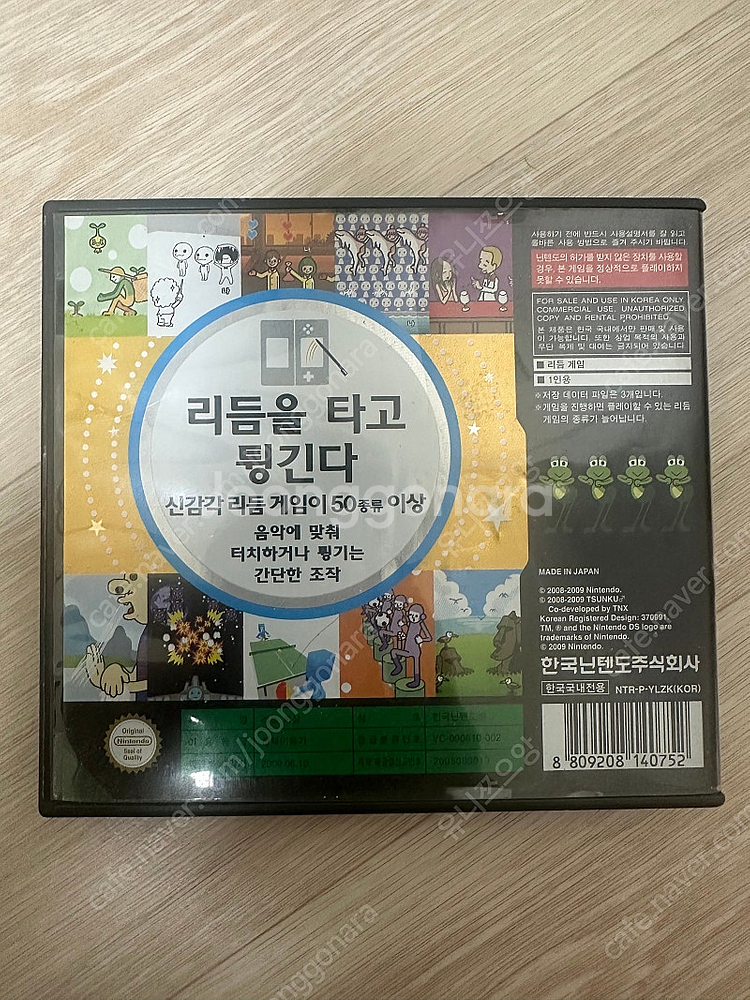 사용하기 전에 반드시 사용설명서를 잘 읽고
올바른 사용 방법으로 즐겨 주시기 바랍니다
닌텐도의 허가를 받지 않은 장치를 사용할
경우, 본 게임을 정상적으로 플레이하지
못할 수 있습니다.
FOR SALE AND USE IN KOREA ONLY
COMMERCIAL USE, UNAUTHORIZED
COPY AND RENTAL PROHIBITED.
본 제품은 한국 국내에서만 판매 및 사용
이 가능합니다. 또한 상업 목적의 사용과
무단 복제 및 대여는 금지되어 있습니다
■ 리듬 게임
■ 1인용
※저장 데이터 파일은 3개입니다.
※게임을 진행하면 플레이할 수 있는 리듬
게임의 종류가 늘어납니다.
리듬을 타고
튕긴다
신감각 리듬 게임이 50종류 이상
음악에 맞춰
터치하거나 튕기는
간단한 조작
MADE IN JAPAN
© 2008-2009 Nintendo.
© 2008-2009 TSUNKU♂
Co-developed by TNX
Korean Registered Design: 370691
TM, ® and the Nintendo DS logo are
trademarks of Nintendo.
© 2009 Nintendo.
한국닌텐도주식회사
한국국내전용 NTR-P-YLZK(KOR)
Original
Nintendo
Seal of
Quality
8 809208 140752
joonggonara
cafe.naver.com/joonggonara